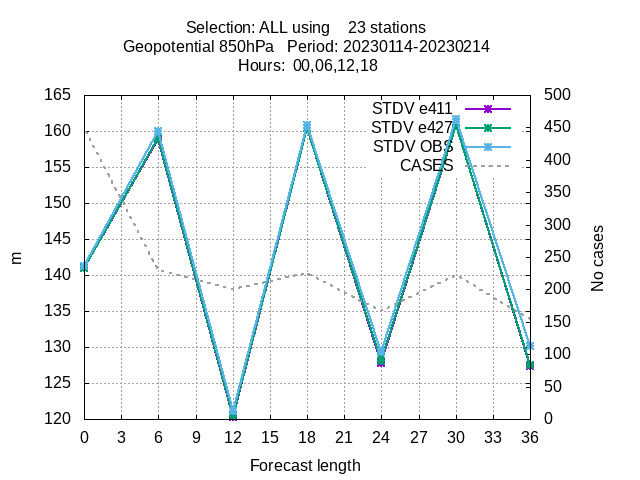 Selection: ALL using    23 stations
Geopotential 850hPa   Period: 20230114-20230214
Hours:  00,06,12,18
STDV e411
STDV e427
STDV OBS
CASES
165
160
155
150
145
140
135
130
125
120
500
450
400
350
300
250
200
150
100
50
0
m
No cases
0 3 6 9 12 15 18 21 24 27 30 33 36
Forecast length